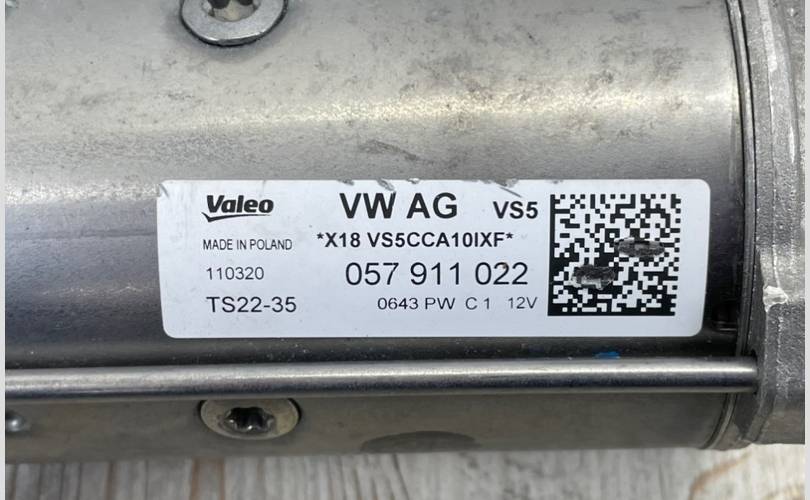 Valeo VW AG VS5
MADE IN POLAND *X18 VS5CCA10IXF*
110320 057 911 022
TS22-35 0643 PW C 1 12V